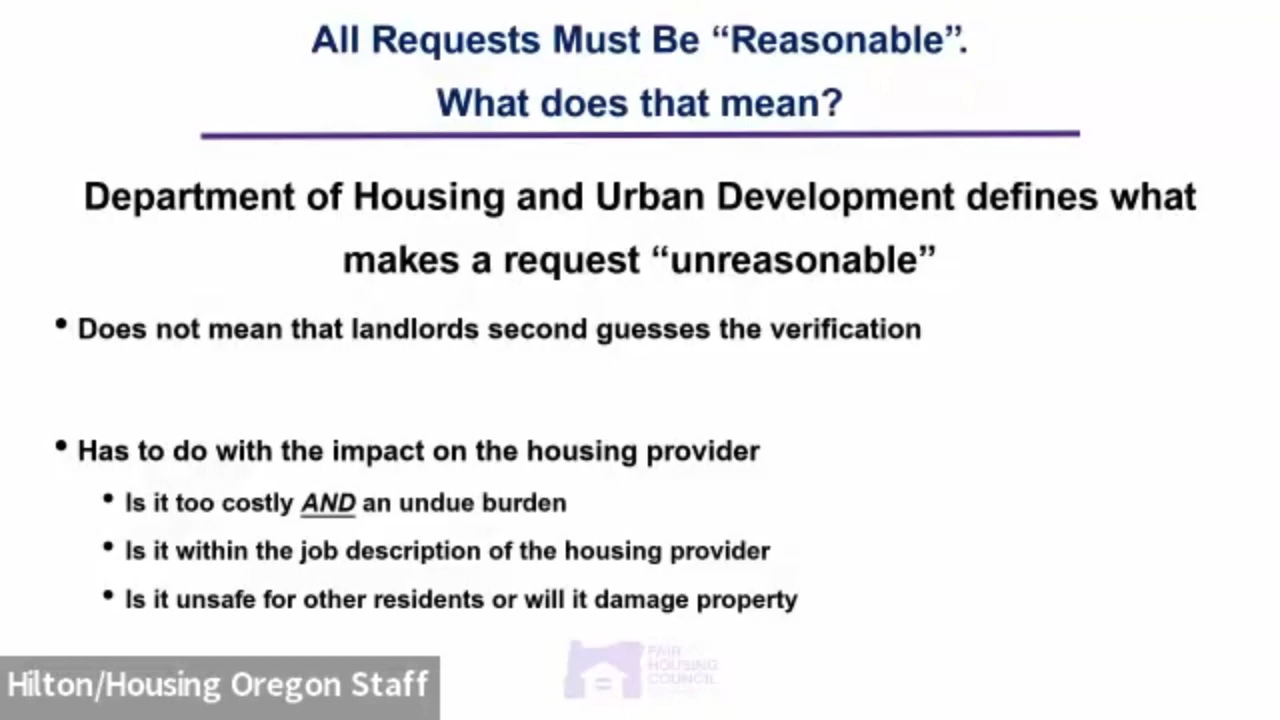 All Requests Must Be “Reasonable”.
What does that mean?
Department of Housing and Urban Development defines what
makes a request “unreasonable”
• Does not mean that landlords second guesses the verification
• Has to do with the impact on the housing provider
• Is it too costly AND an undue burden
• Is it within the job description of the housing provider
• Is it unsafe for other residents or will it damage property
FAIR
HOUSING
COUNCIL
Hilton/Housing Oregon Staff